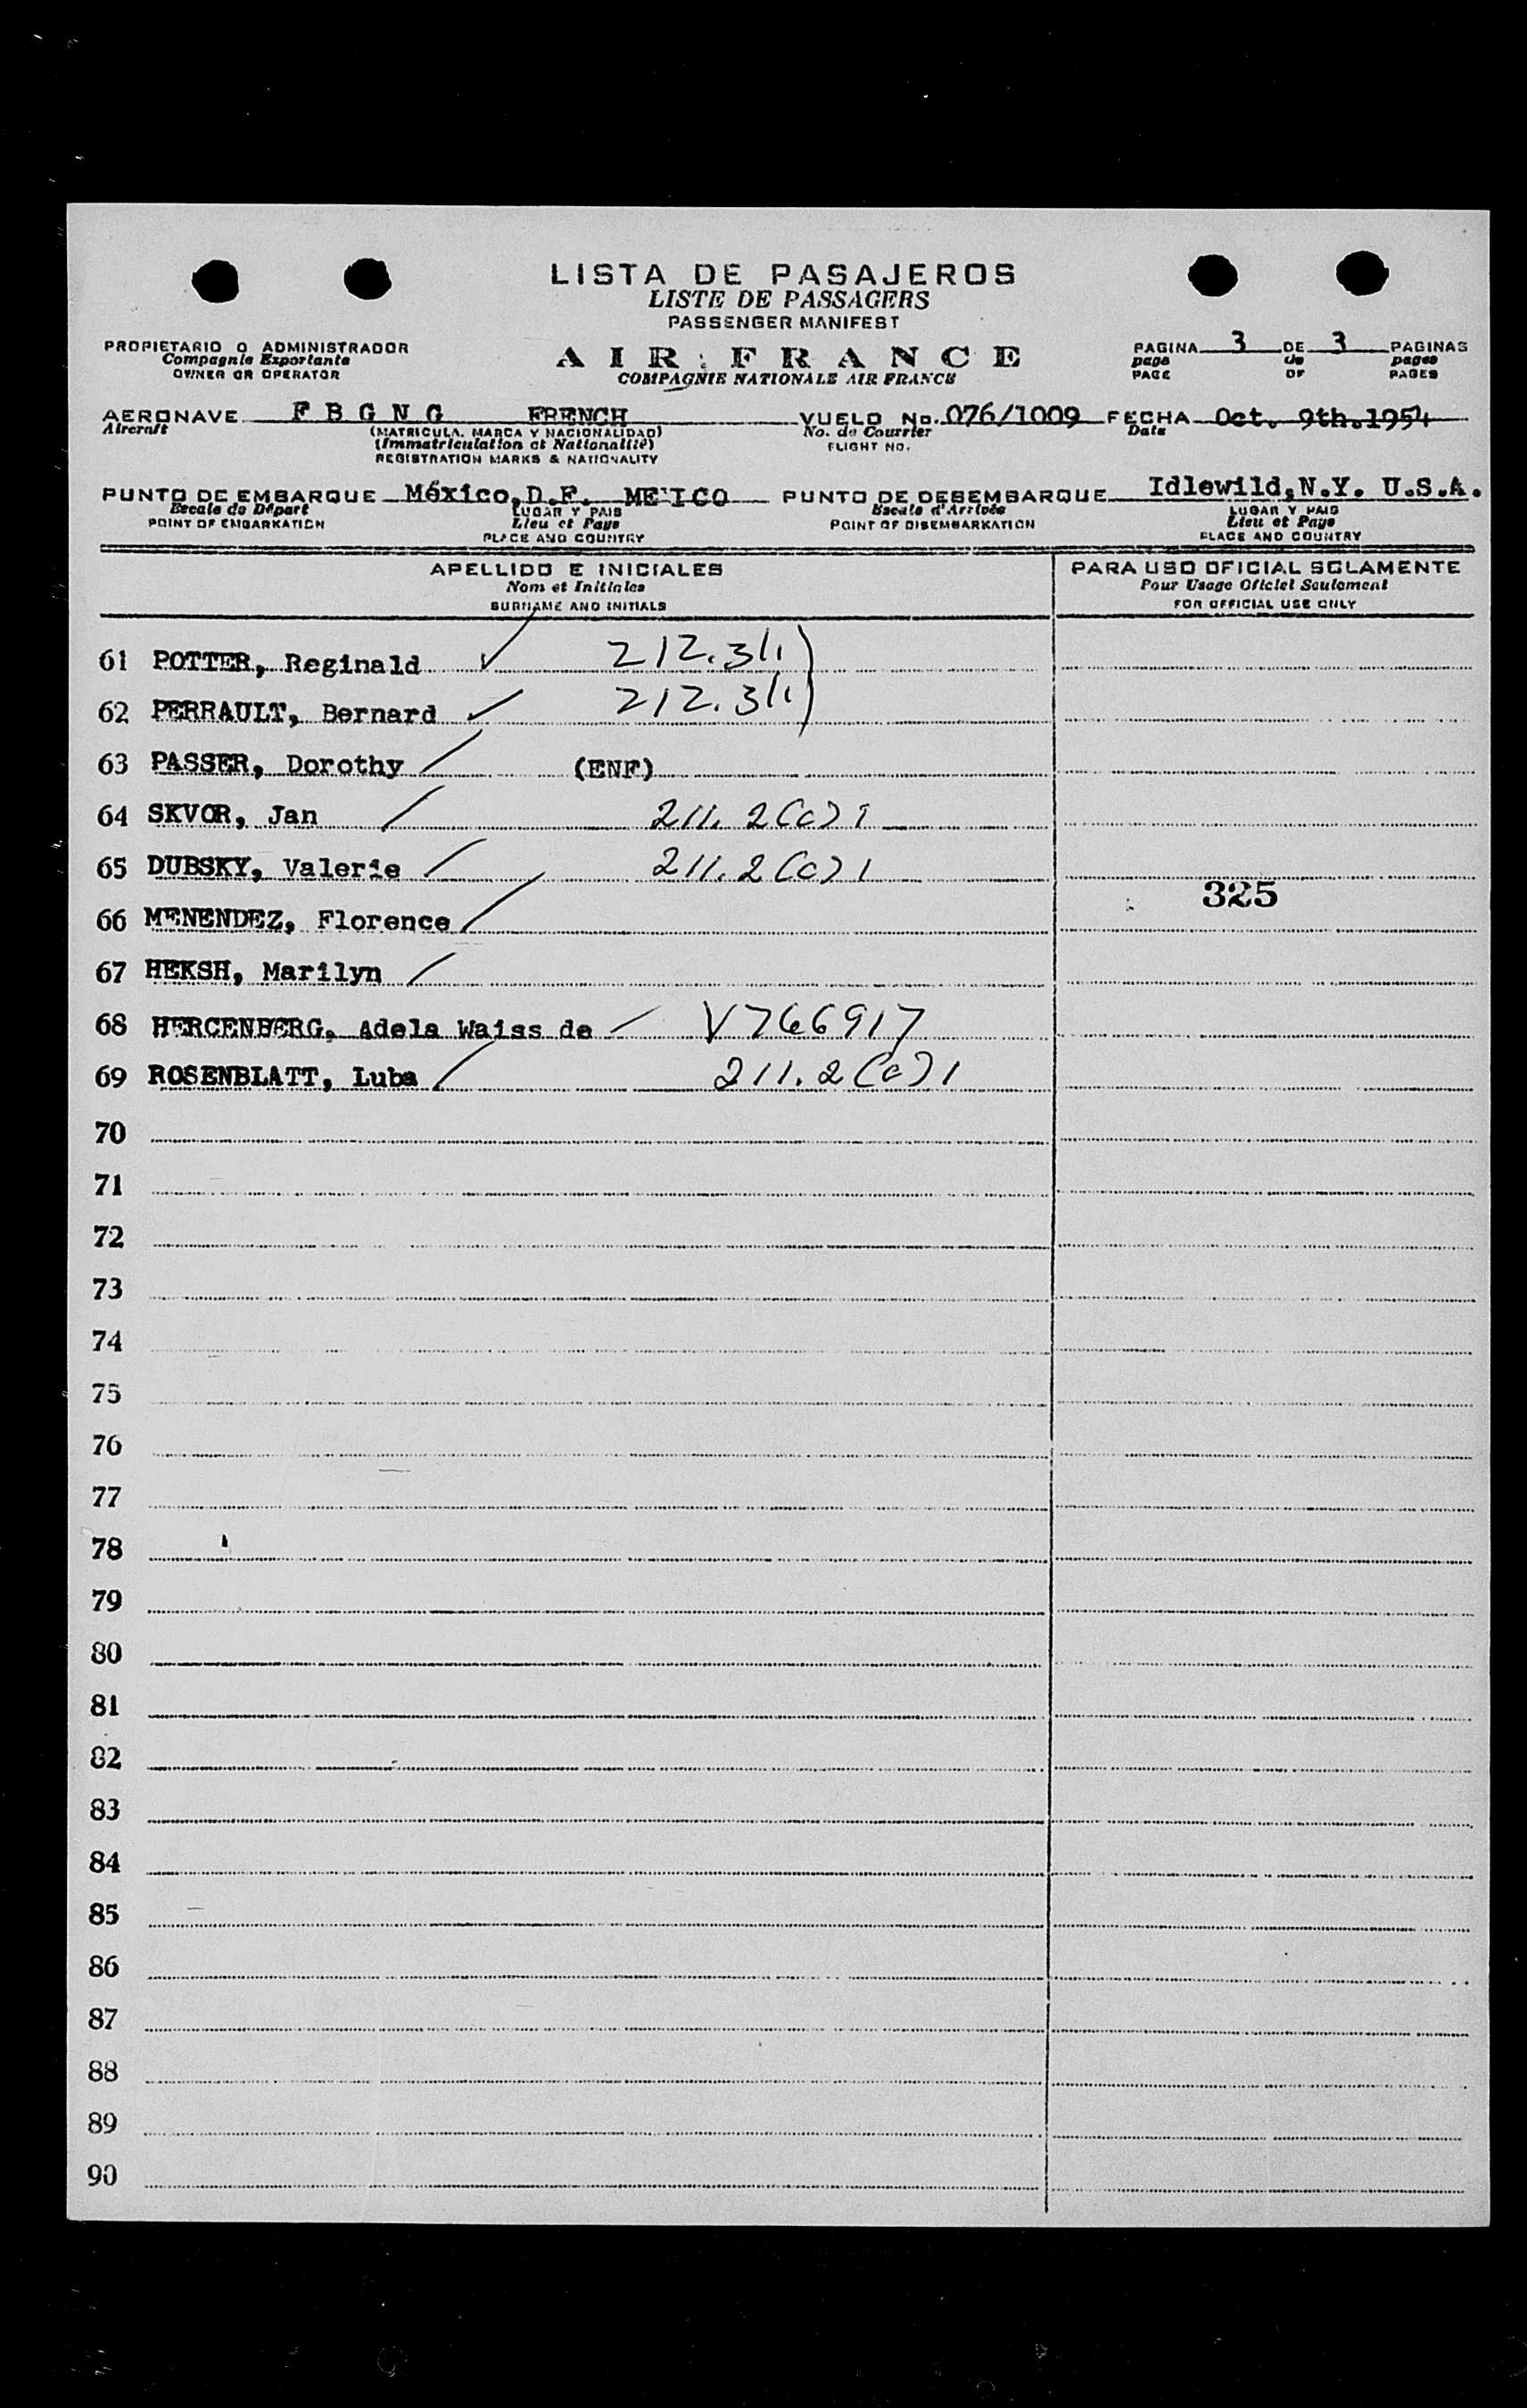 LISTA DE PASAJEROS
LISTE DE PASSAGERS
PASSENGER MANIFEST
PROPIETARIO O ADMINISTRADOR
Compagnie Exportante
OWNER OR OPERATOR
AIR FRANCE
COMPAGNIE NATIONALE AIR FRANCE
PAGINA 3 DE 3 PAGINAS
page de pages
PAGE OF PAGES
AERONAVE F B G N G FRENCH VUELO No. 076/1009 FECHA Oct. 9th.1954
Aircraft (MATRICULA, MARCA Y NACIONALIDAD) No. de Courrier Date
(Immatriculation et Nationalité) FLIGHT NO.
REGISTRATION MARKS & NATIONALITY
PUNTO DE EMBARQUE México,D.F. ME'ICO PUNTO DE DESEMBARQUE Idlewild,N.Y. U.S.A.
Escale de Départ LUGAR Y PAIS Escale d'Arrivée LUGAR Y PAIS
POINT OF EMBARKATION Lieu et Pays POINT OF DISEMBARKATION Lieu et Pays
PLACE AND COUNTRY PLACE AND COUNTRY
APELLIDO E INICIALES PARA USO OFICIAL SOLAMENTE
Nom et Initiales Pour Usage Officiel Seulement
SURNAME AND INITIALS FOR OFFICIAL USE ONLY
61 POTTER, Reginald ✓ 212.3(1)
62 PERRAULT, Bernard ✓ 212.3(1)
63 PASSER, Dorothy / (ENF)
64 SKVOR, Jan / 211.2(c)1
65 DUBSKY, Valerie / 211.2(c)1
325
66 MENENDEZ, Florence /
67 HEKSH, Marilyn /
68 HERCENBERG, Adela Waiss de / V766917
69 ROSENBLATT, Luba / 211.2(c)1
70
71
72
73
74
75
76
77
78
79
80
81
82
83
84
85
86
87
88
89
90